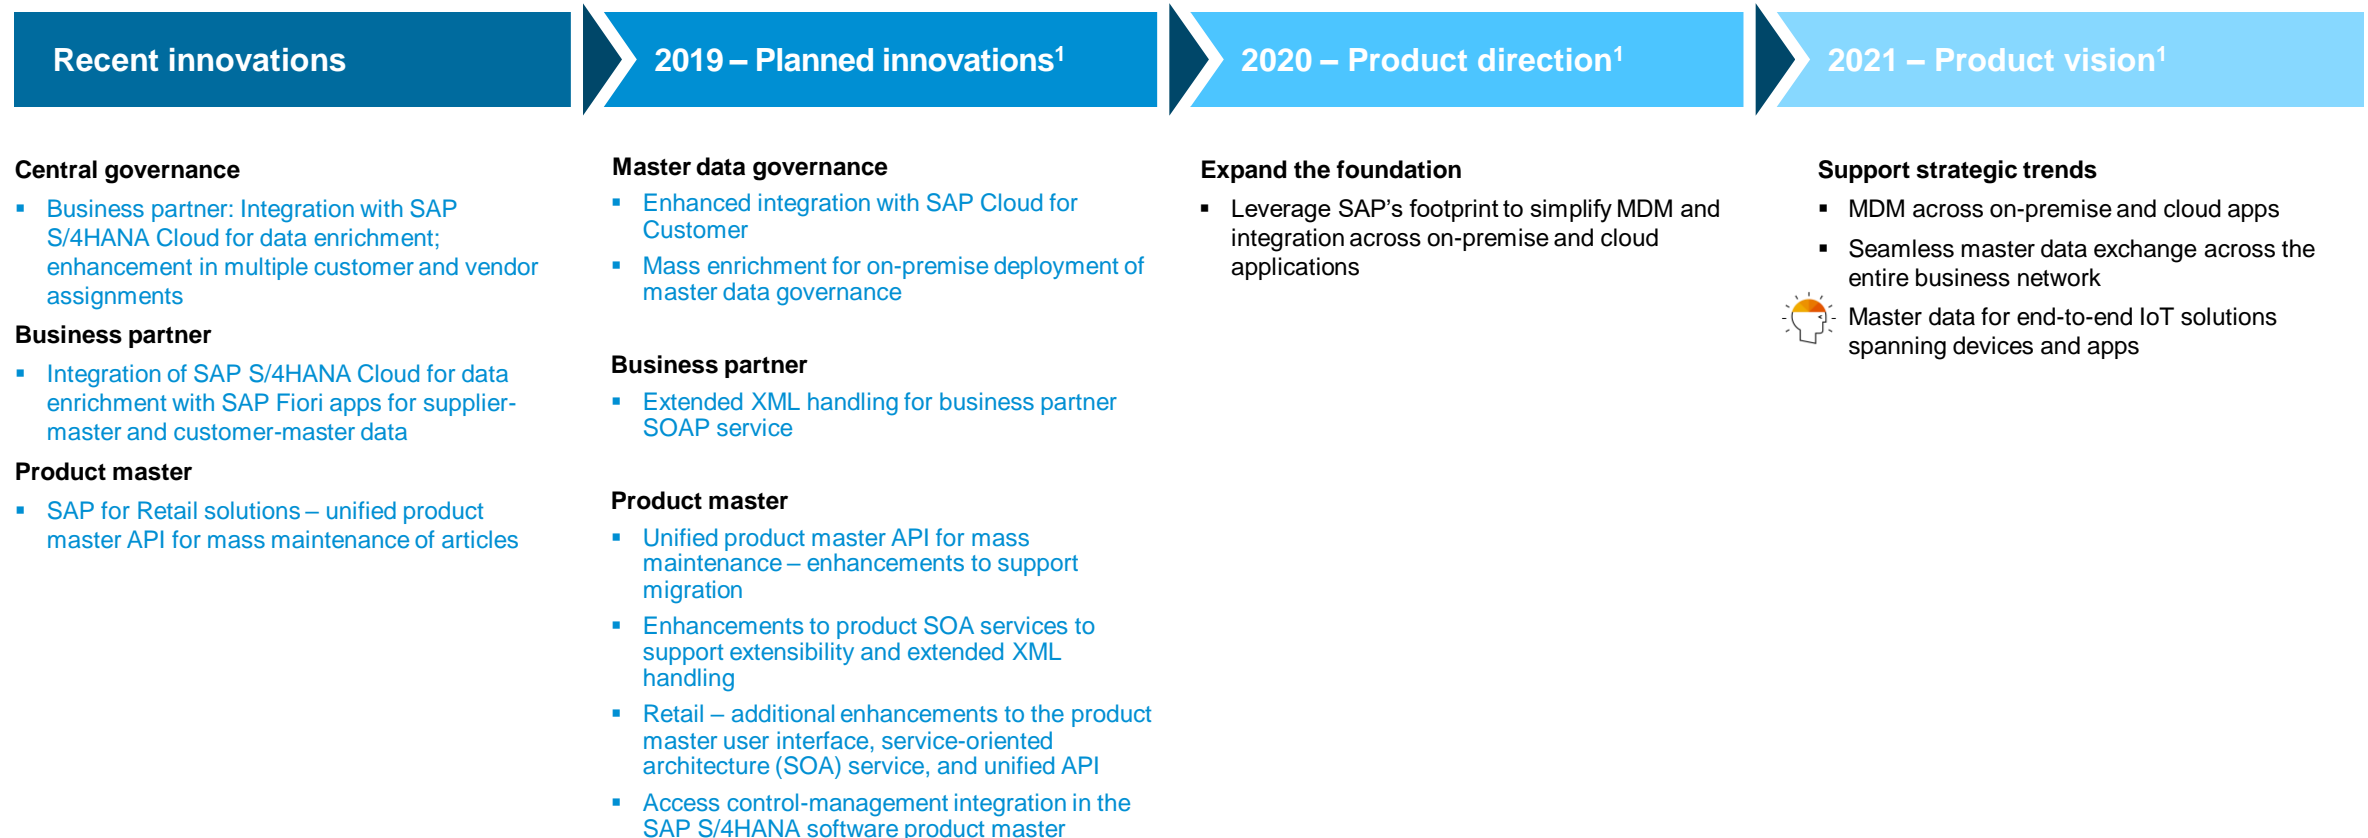 Recent innovations
2019 – Planned innovations¹
2020 – Product direction¹
2021 – Product vision¹
Central governance
▪ Business partner: Integration with SAP
S/4HANA Cloud for data enrichment;
enhancement in multiple customer and vendor
assignments
Business partner
▪ Integration of SAP S/4HANA Cloud for data
enrichment with SAP Fiori apps for supplier-
master and customer-master data
Product master
▪ SAP for Retail solutions – unified product
master API for mass maintenance of articles
Master data governance
▪ Enhanced integration with SAP Cloud for
Customer
▪ Mass enrichment for on-premise deployment of
master data governance
Business partner
▪ Extended XML handling for business partner
SOAP service
Product master
▪ Unified product master API for mass
maintenance – enhancements to support
migration
▪ Enhancements to product SOA services to
support extensibility and extended XML
handling
▪ Retail – additional enhancements to the product
master user interface, service-oriented
architecture (SOA) service, and unified API
▪ Access control-management integration in the
SAP S/4HANA software product master
Expand the foundation
▪ Leverage SAP’s footprint to simplify MDM and
integration across on-premise and cloud
applications
Support strategic trends
▪ MDM across on-premise and cloud apps
▪ Seamless master data exchange across the
entire business network
Master data for end-to-end IoT solutions
spanning devices and apps